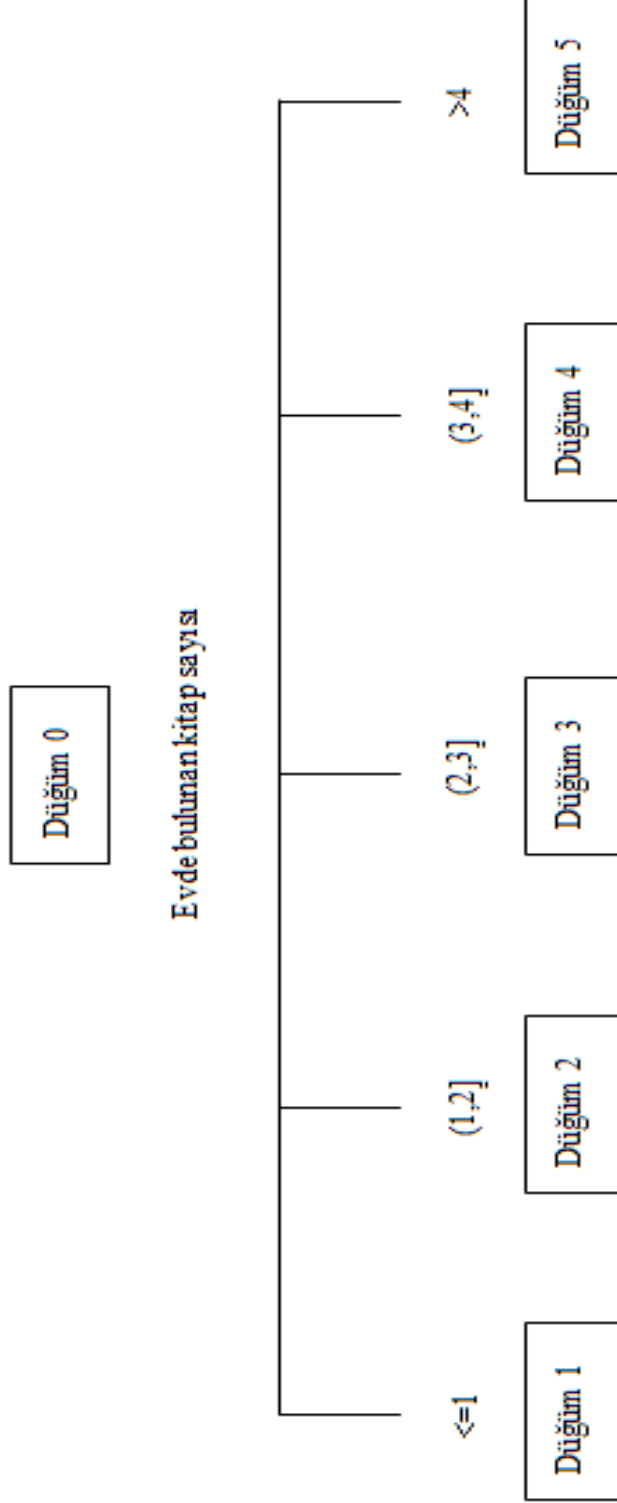 Düğüm 0
Evde bulunan kitap sayısı
<=1
(1,2]
(2,3]
(3,4]
>4
Düğüm 1
Düğüm 2
Düğüm 3
Düğüm 4
Düğüm 5